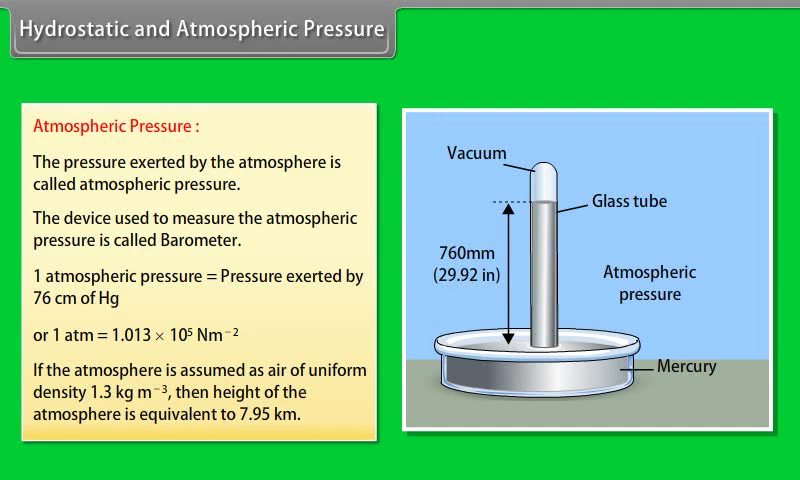 Hydrostatic and Atmospheric Pressure
Atmospheric Pressure :
The pressure exerted by the atmosphere is
called atmospheric pressure.
The device used to measure the atmospheric
pressure is called Barometer.
1 atmospheric pressure = Pressure exerted by
76 cm of Hg
or 1 atm = 1.013 × 10⁵ Nm⁻²
If the atmosphere is assumed as air of uniform
density 1.3 kg m⁻³, then height of the
atmosphere is equivalent to 7.95 km.
Vacuum
Glass tube
760mm
(29.92 in)
Atmospheric
pressure
Mercury